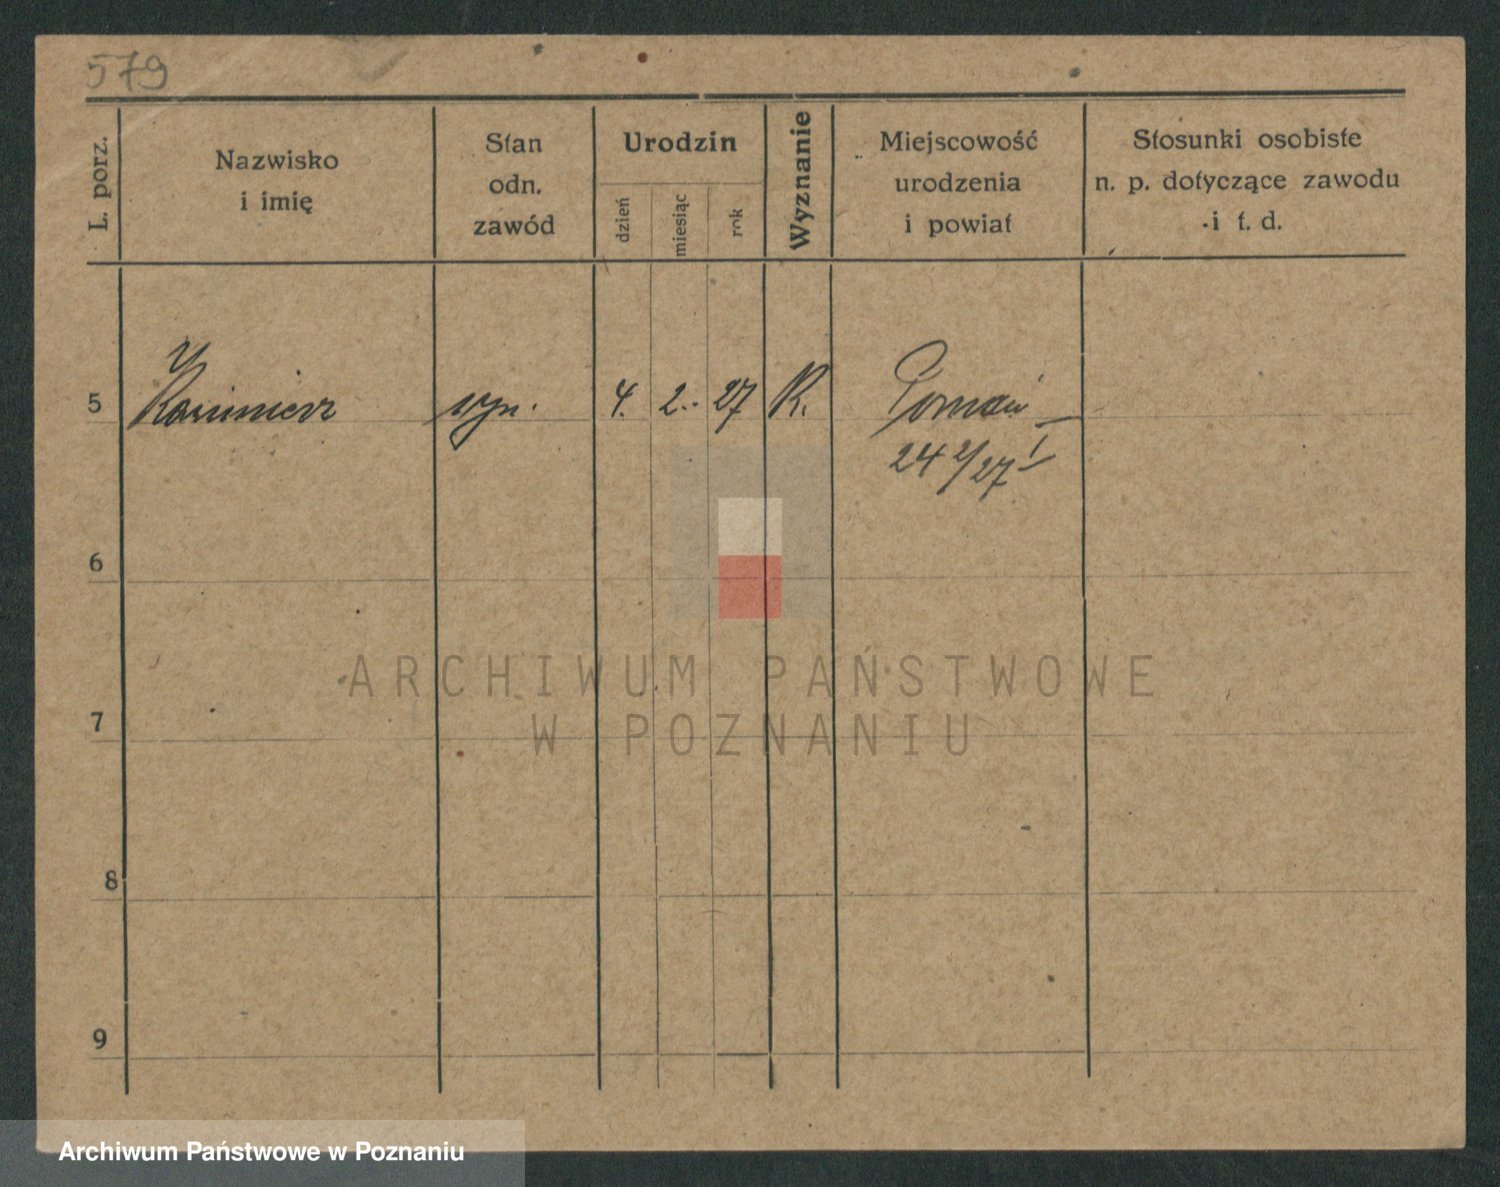 579
L. porz.
Nazwisko
i imię
Stan
odn.
zawód
Urodzin
dzień
miesiąc
rok
Wyznanie
Miejscowość
urodzenia
i powiat
Stosunki osobiste
n. p. dotyczące zawodu
i t. d.
5 Kazimierz syn. 4. 2. 27 K. Poznań
24 2/27 I
6
7
8
9
ARCHIWUM PAŃSTWOWE
W POZNANIU
Archiwum Państwowe w Poznaniu